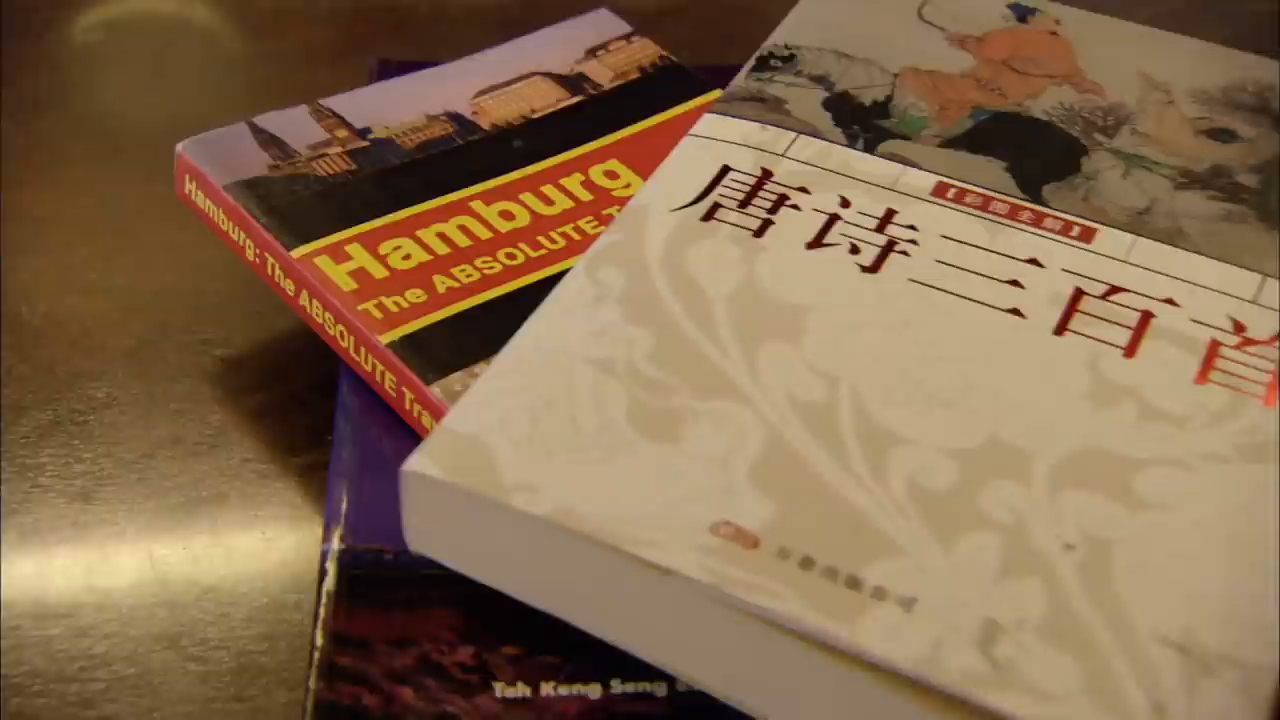 Hamburg
The ABSOLUTE
Hamburg: The ABSOLUTE Tra
【彩图全解】
唐诗三百首
Teh Kong Seng